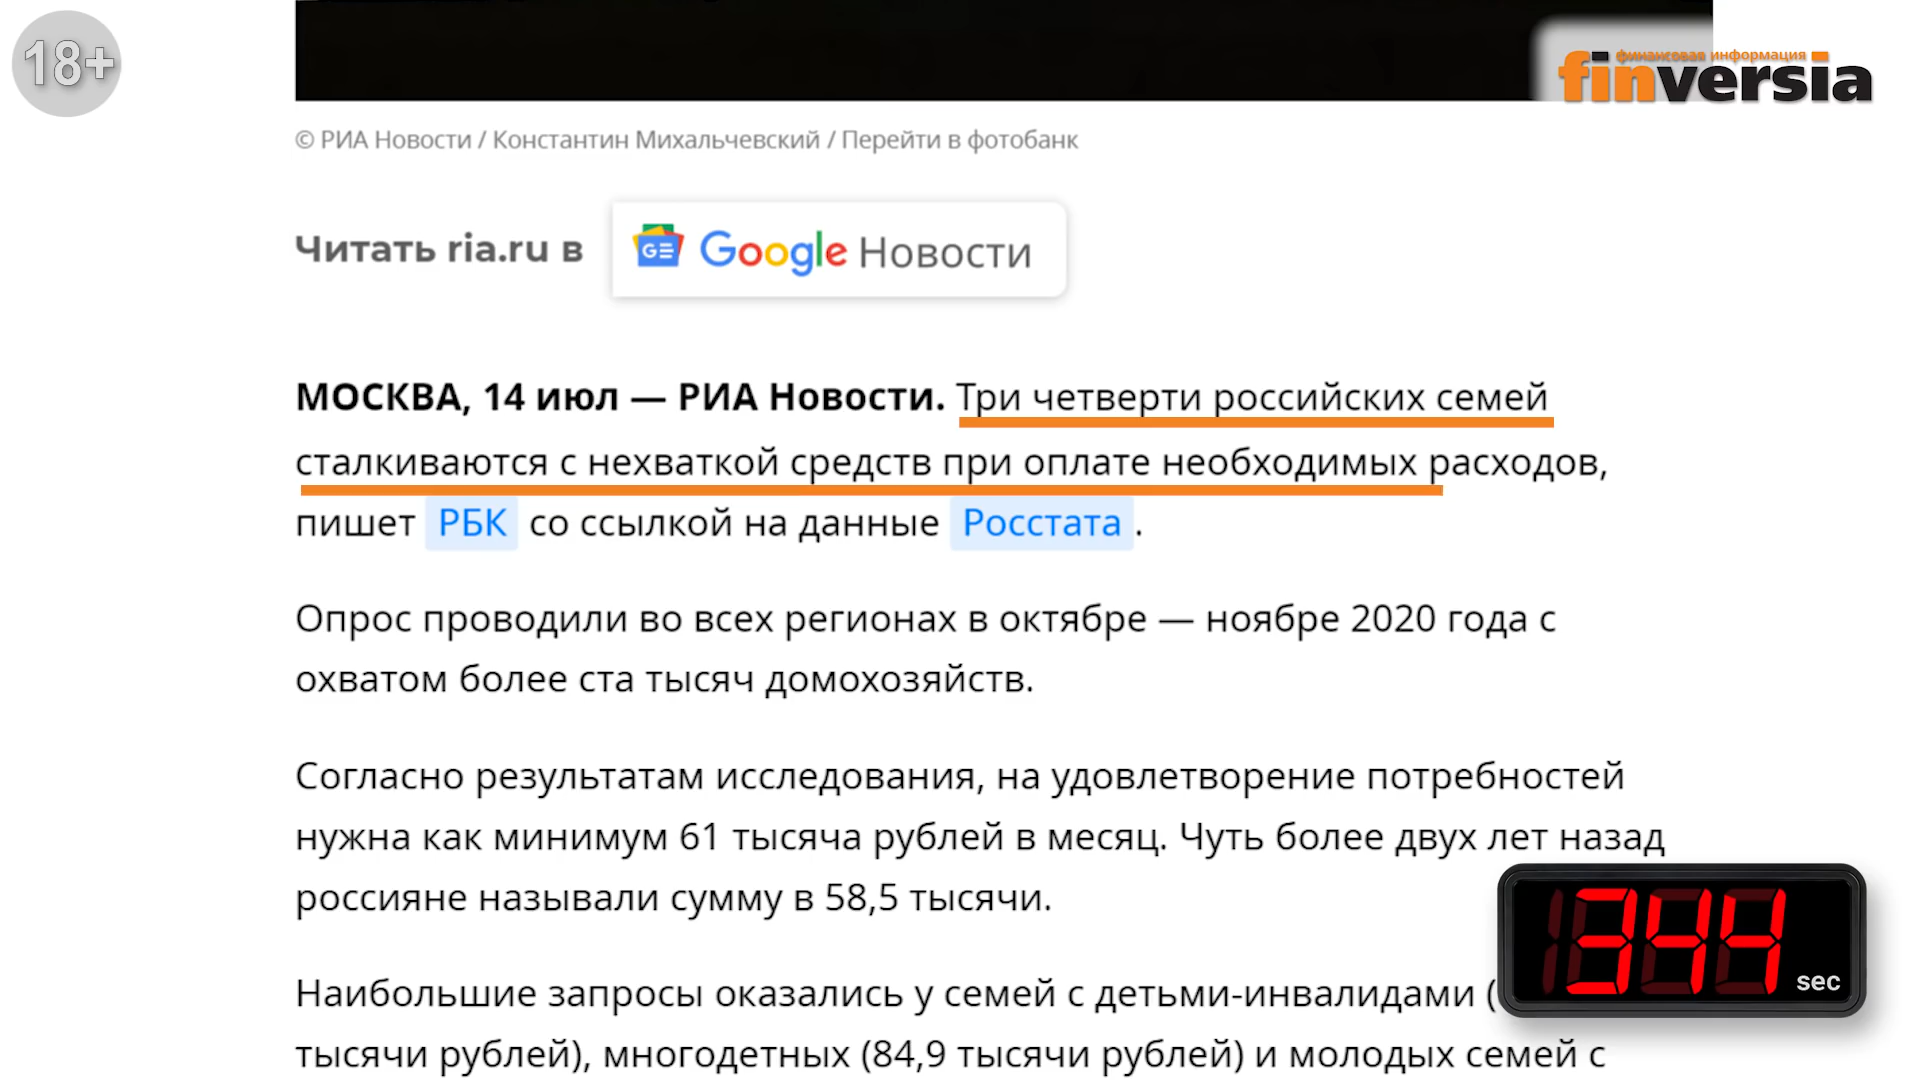 18+
финансовая информация
finversia
© РИА Новости / Константин Михальчевский / Перейти в фотобанк
Читать ria.ru в GE Google Новости
МОСКВА, 14 июл — РИА Новости. Три четверти российских семей
сталкиваются с нехваткой средств при оплате необходимых расходов,
пишет РБК со ссылкой на данные Росстата.
Опрос проводили во всех регионах в октябре — ноябре 2020 года с
охватом более ста тысяч домохозяйств.
Согласно результатам исследования, на удовлетворение потребностей
нужна как минимум 61 тысяча рублей в месяц. Чуть более двух лет назад
россияне называли сумму в 58,5 тысячи.
344 sec
Наибольшие запросы оказались у семей с детьми-инвалидами (
тысячи рублей), многодетных (84,9 тысячи рублей) и молодых семей с